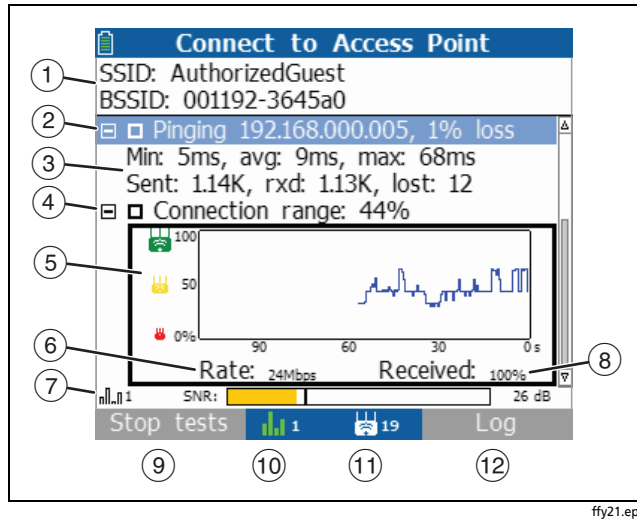 Connect to Access Point
1
SSID: AuthorizedGuest
BSSID: 001192-3645a0
2
Pinging 192.168.000.005, 1% loss
3
Min: 5ms, avg: 9ms, max: 68ms
Sent: 1.14K, rxd: 1.13K, lost: 12
4
Connection range: 44%
5
100
50
0%
90
60
30
0 s
6
Rate: 24Mbps
Received: 100%
8
7
1
SNR:
26 dB
Stop tests
1
19
Log
9
10
11
12
ffy21.ep